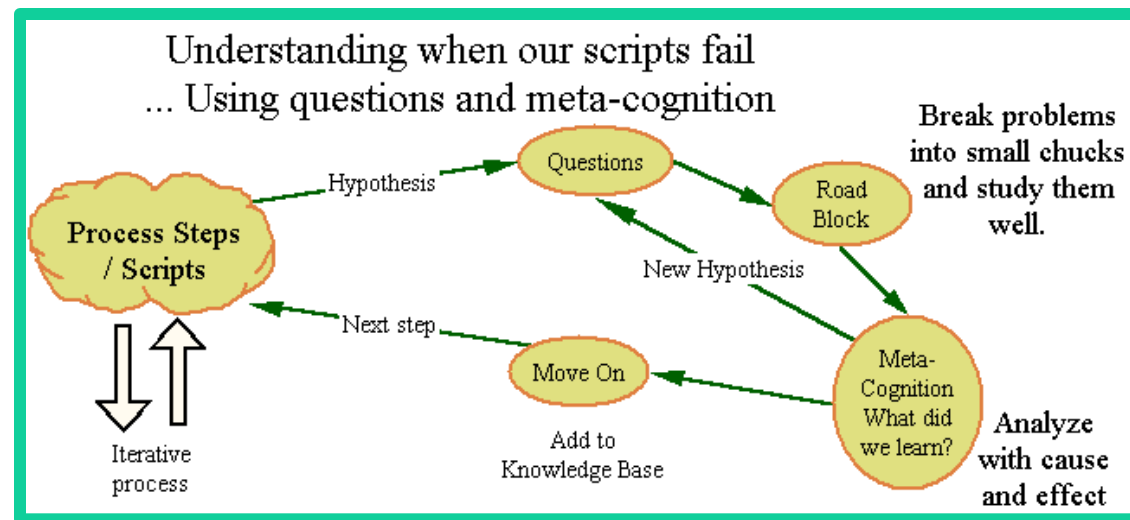 Understanding when our scripts fail
... Using questions and meta-cognition
Break problems
into small chucks
and study them
well.
Questions
Hypothesis
Road
Block
Process Steps
/ Scripts
New Hypothesis
Next step
Move On
Meta-
Cognition
What did
we learn?
Add to
Knowledge Base
Iterative
process
Analyze
with cause
and effect